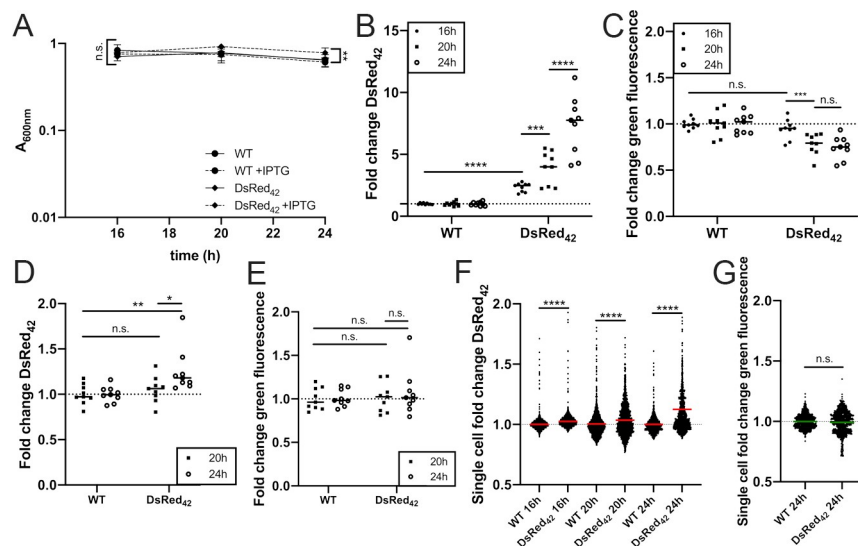 A
n.s.
**
A600nm
1
0.1
0.01
16
20
24
time (h)
WT
WT +IPTG
DsRed42
DsRed42 +IPTG
B
Fold change DsRed42
16h
20h
24h
****
***
****
15
10
5
1
WT
DsRed42
C
Fold change green fluorescence
16h
20h
24h
n.s.
***
n.s.
2.0
1.5
1.0
0.5
0.0
WT
DsRed42
D
Fold change DsRed42
**
*
n.s.
2.0
1.5
1.0
0.5
0.0
20h
24h
WT
DsRed42
E
Fold change green fluorescence
n.s.
n.s.
n.s.
2.0
1.5
1.0
0.5
0.0
20h
24h
WT
DsRed42
F
Single cell fold change DsRed42
****
****
****
2.0
1.5
1.0
0.5
0.0
WT 16h
DsRed42 16h
WT 20h
DsRed42 20h
WT 24h
DsRed42 24h
G
Single cell fold change green fluorescence
n.s.
2.0
1.5
1.0
0.5
0.0
WT 24h
DsRed42 24h